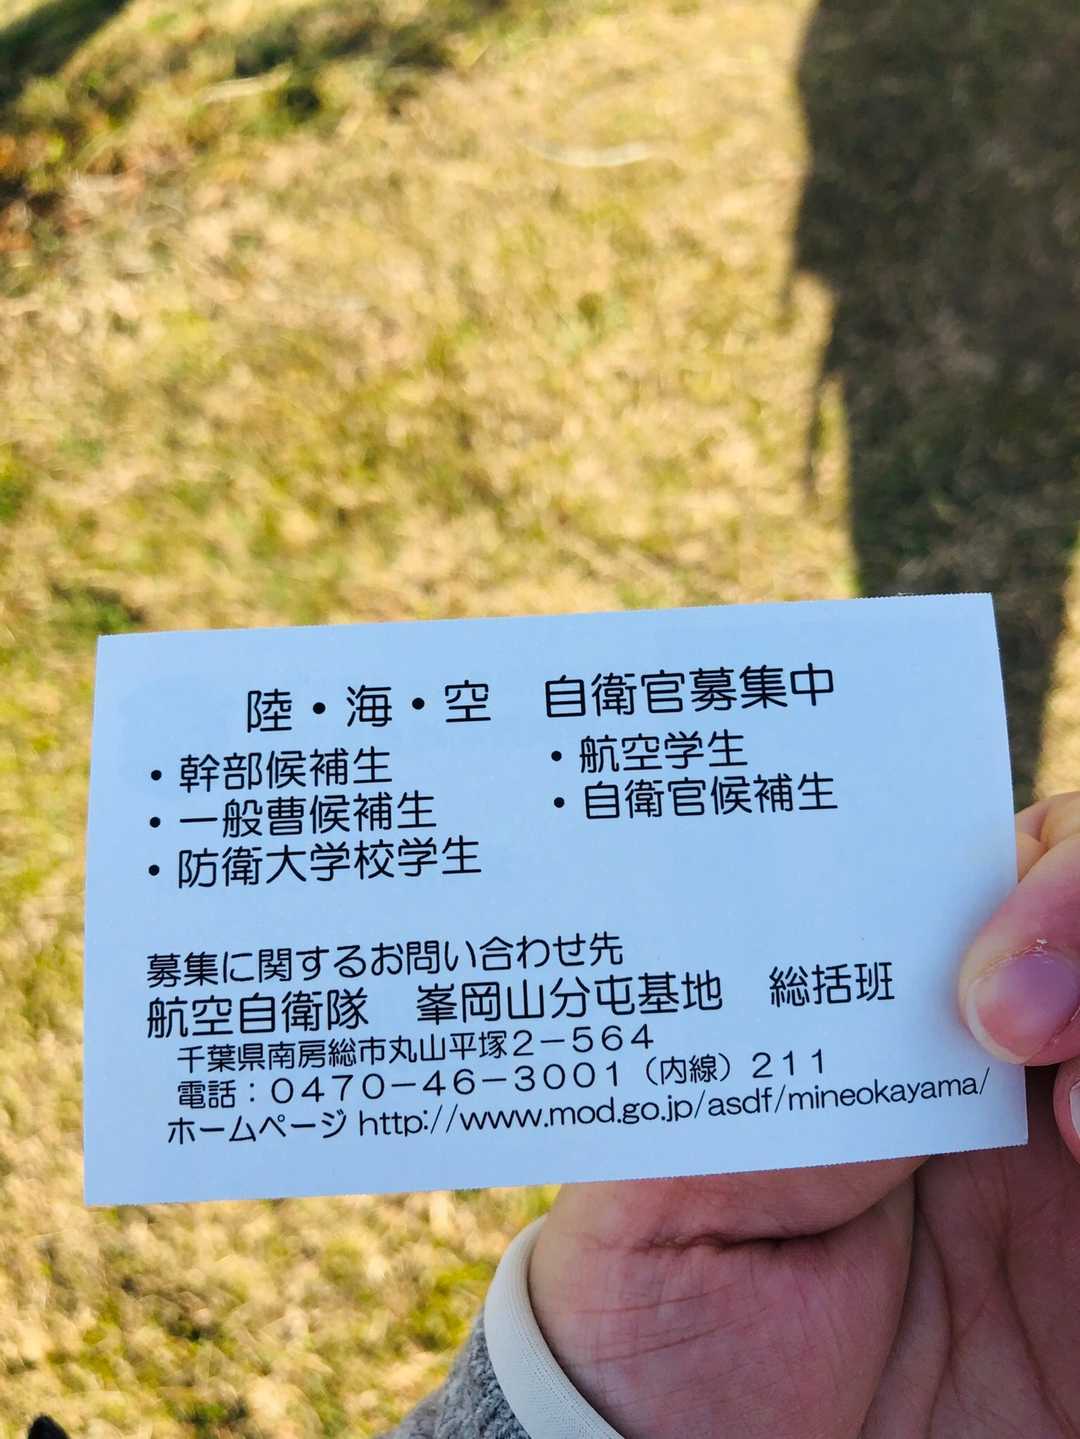 陸・海・空　自衛官募集中
・幹部候補生　・航空学生
・一般曹候補生　・自衛官候補生
・防衛大学校学生
募集に関するお問い合わせ先
航空自衛隊　峯岡山分屯基地　総括班
千葉県南房総市丸山平塚２－５６４
電話：０４７０－４６－３００１（内線）２１１
ホームページ http://www.mod.go.jp/asdf/mineokayama/